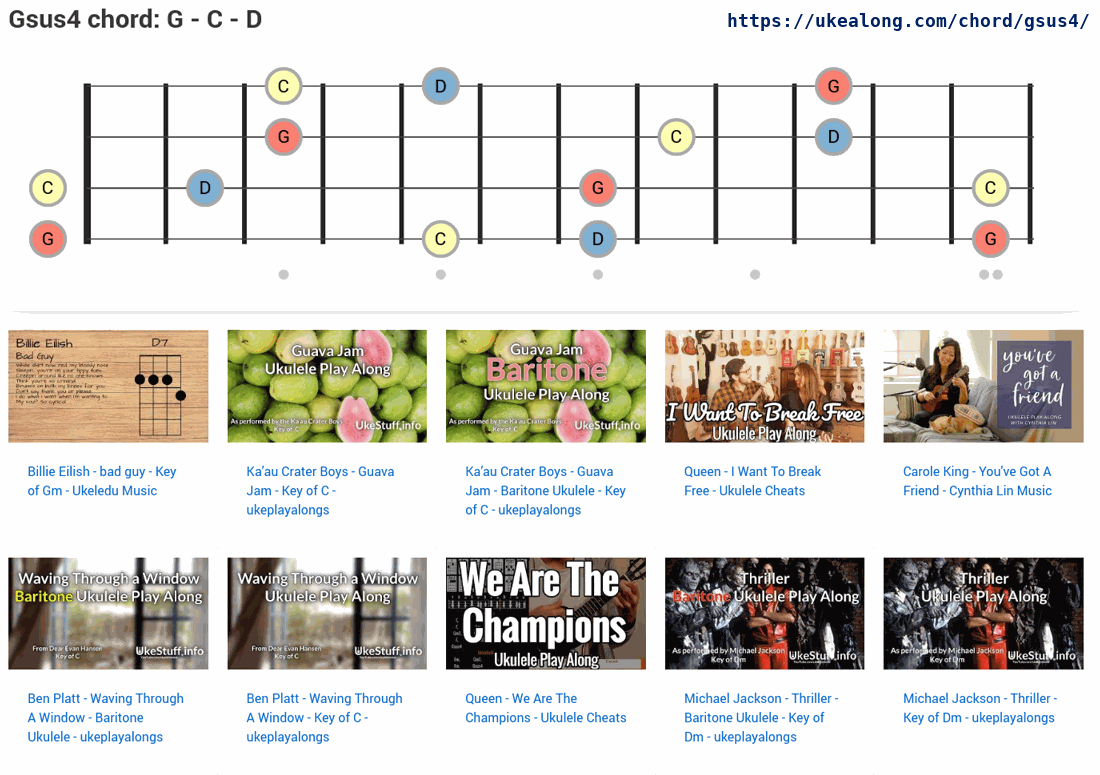 Gsus4 chord: G - C - D
https://ukealong.com/chord/gsus4/
C D G
G C D
C D G C
G C D G
Billie Eilish
D7
Bad Guy
Guava Jam
Ukulele Play Along
As performed by the Ka'au Crater Boys
Key of C
UkeStuff.info
Guava Jam
Baritone
Ukulele Play Along
As performed by the Ka'au Crater Boys
Key of C
UkeStuff.info
I Want To Break Free
Ukulele Play Along
you've
got a
friend
UKULELE PLAY ALONG
WITH CYNTHIA LIN
Billie Eilish - bad guy - Key
of Gm - Ukeledu Music
Ka’au Crater Boys - Guava
Jam - Key of C -
ukeplayalongs
Ka’au Crater Boys - Guava
Jam - Baritone Ukulele - Key
of C - ukeplayalongs
Queen - I Want To Break
Free - Ukulele Cheats
Carole King - You’ve Got A
Friend - Cynthia Lin Music
Waving Through a Window
Baritone Ukulele Play Along
From Dear Evan Hansen
Key of C
UkeStuff.info
Waving Through a Window
Ukulele Play Along
From Dear Evan Hansen
Key of C
UkeStuff.info
We Are The
Champions
Ukulele Play Along
Thriller
Baritone Ukulele Play Along
As performed by Michael Jackson
Key of Dm
UkeStuff.info
Thriller
Ukulele Play Along
As performed by Michael Jackson
Key of Dm
UkeStuff.info
Ben Platt - Waving Through
A Window - Baritone
Ukulele - ukeplayalongs
Ben Platt - Waving Through
A Window - Key of C -
ukeplayalongs
Queen - We Are The
Champions - Ukulele Cheats
Michael Jackson - Thriller -
Baritone Ukulele - Key of
Dm - ukeplayalongs
Michael Jackson - Thriller -
Key of Dm - ukeplayalongs